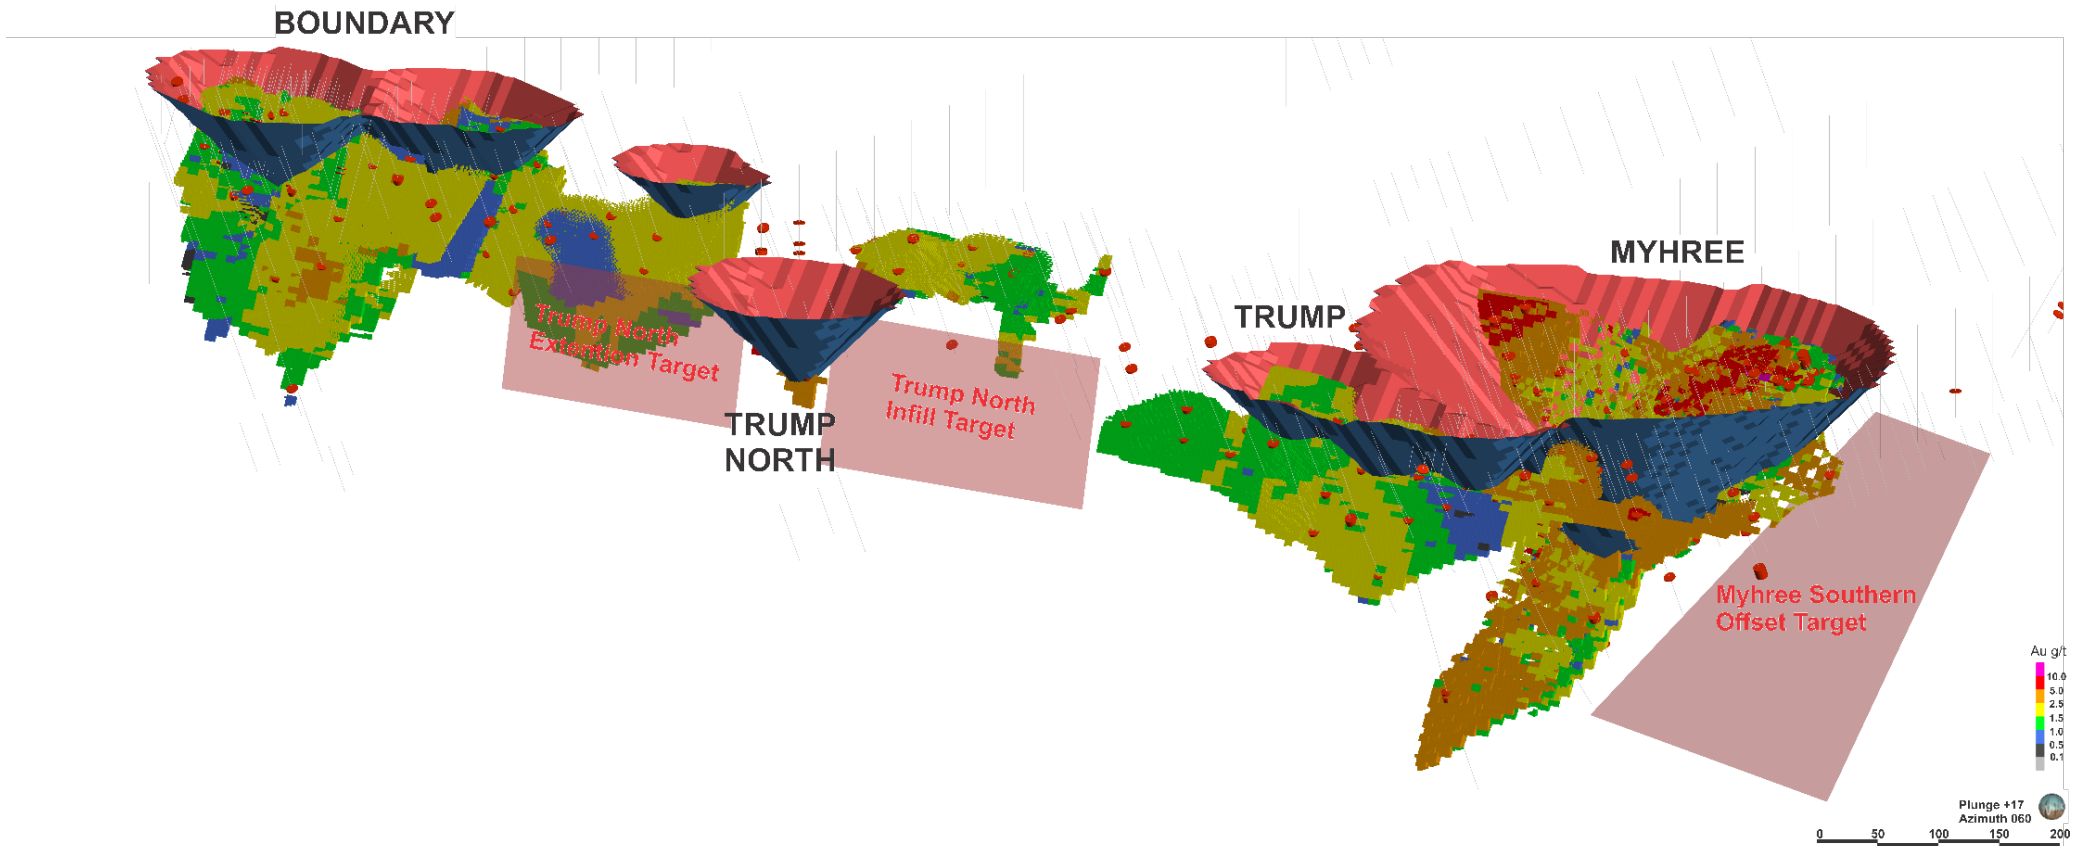 BOUNDARY
MYHREE
TRUMP
Trump North
Extention Target
Trump North
Infill Target
TRUMP
NORTH
Myhree Southern
Offset Target
Au g/t
10.0
5.0
2.5
1.5
1.0
0.5
0.1
Plunge +17
Azimuth 060
0 50 100 150 200